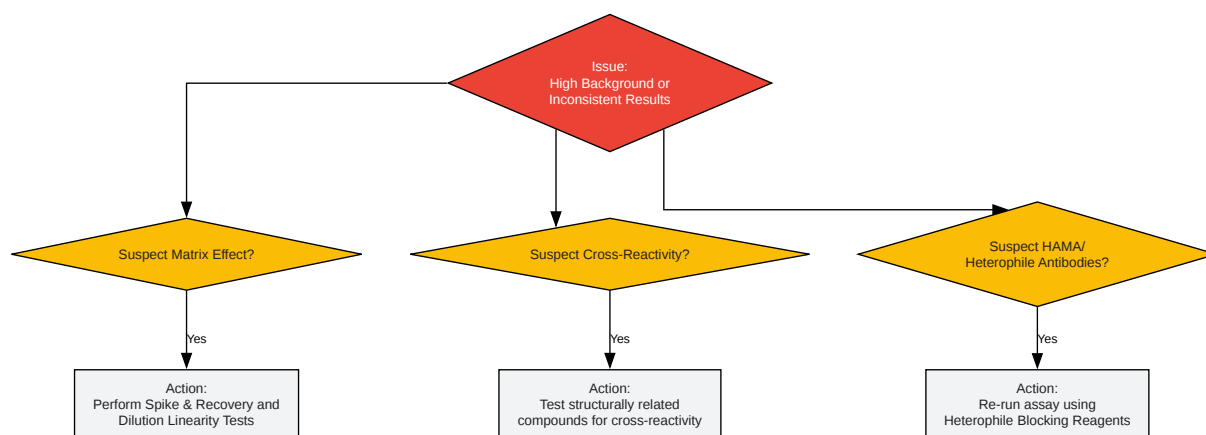 Issue:
High Background or
Inconsistent Results
Suspect Matrix Effect?
Suspect Cross-Reactivity?
Suspect HAMA/
Heterophile Antibodies?
Yes
Yes
Yes
Action:
Perform Spike & Recovery and
Dilution Linearity Tests
Action:
Test structurally related
compounds for cross-reactivity
Action:
Re-run assay using
Heterophile Blocking Reagents